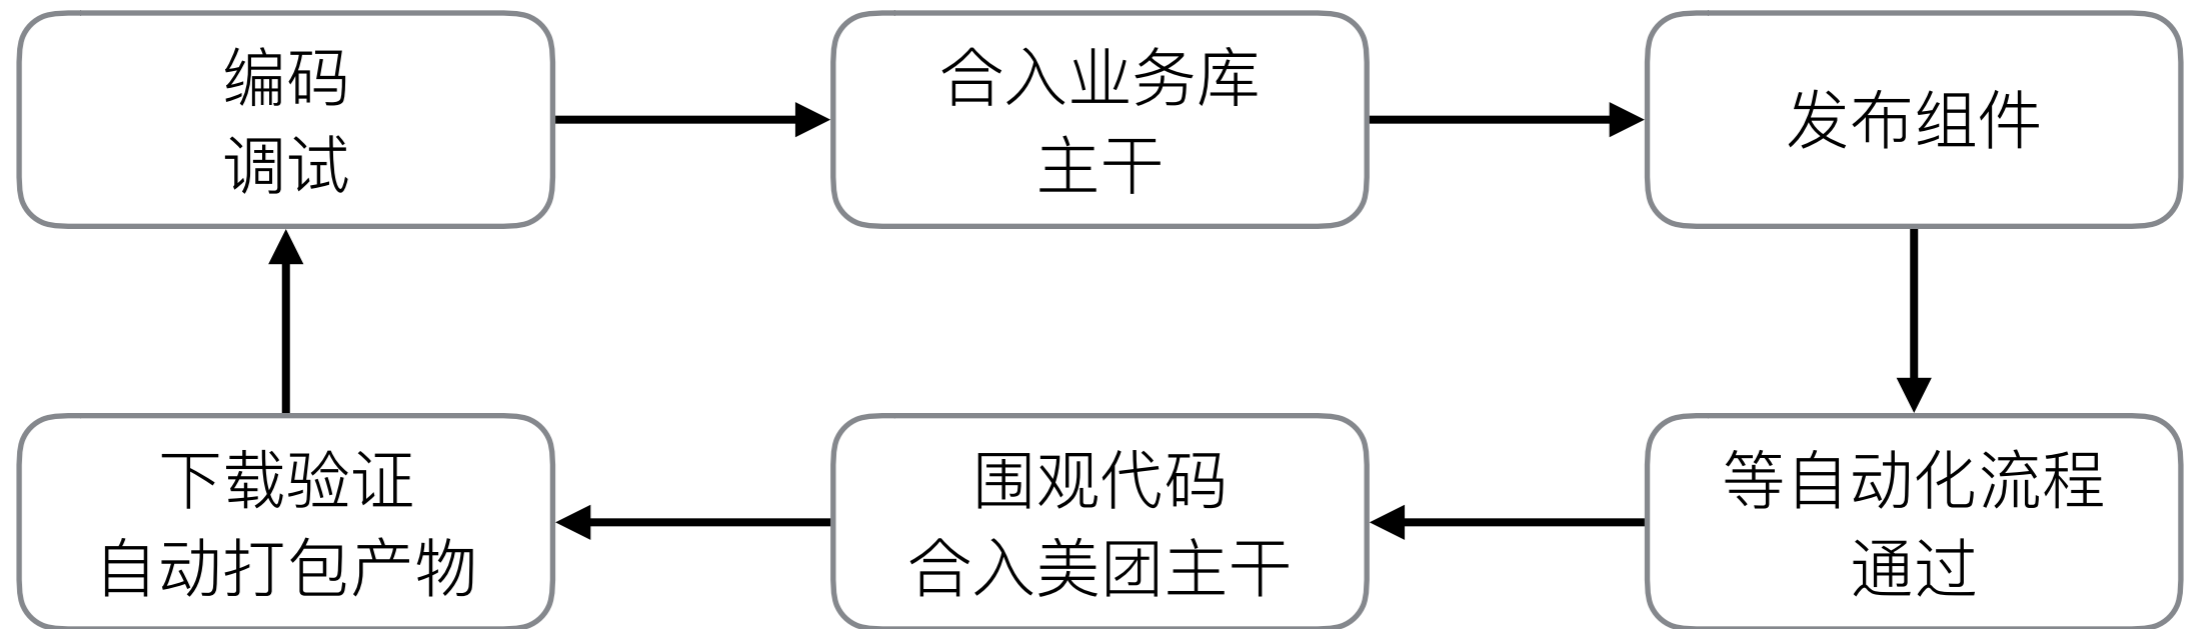 编码
调试
合入业务库
主干
发布组件
等自动化流程
通过
围观代码
合入美团主干
下载验证
自动打包产物